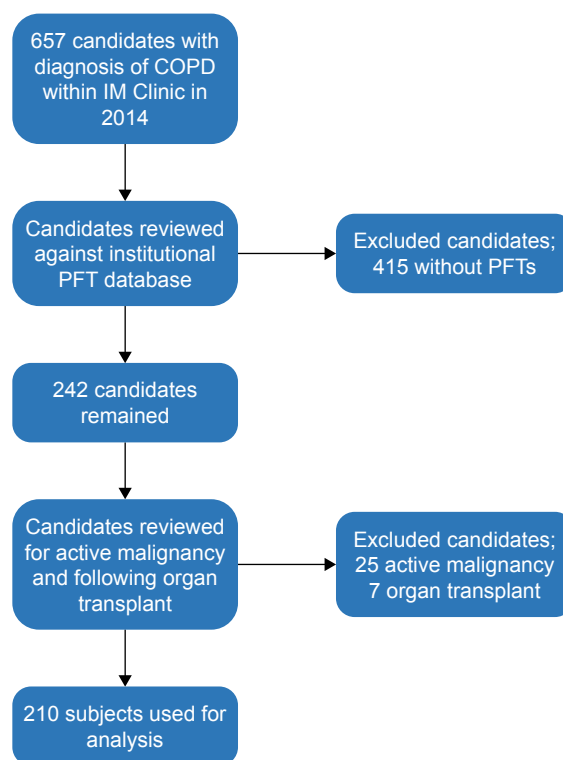 657 candidates with
diagnosis of COPD
within IM Clinic in
2014
Candidates reviewed
against institutional
PFT database
Excluded candidates;
415 without PFTs
242 candidates
remained
Candidates reviewed
for active malignancy
and following organ
transplant
Excluded candidates;
25 active malignancy
7 organ transplant
210 subjects used for
analysis